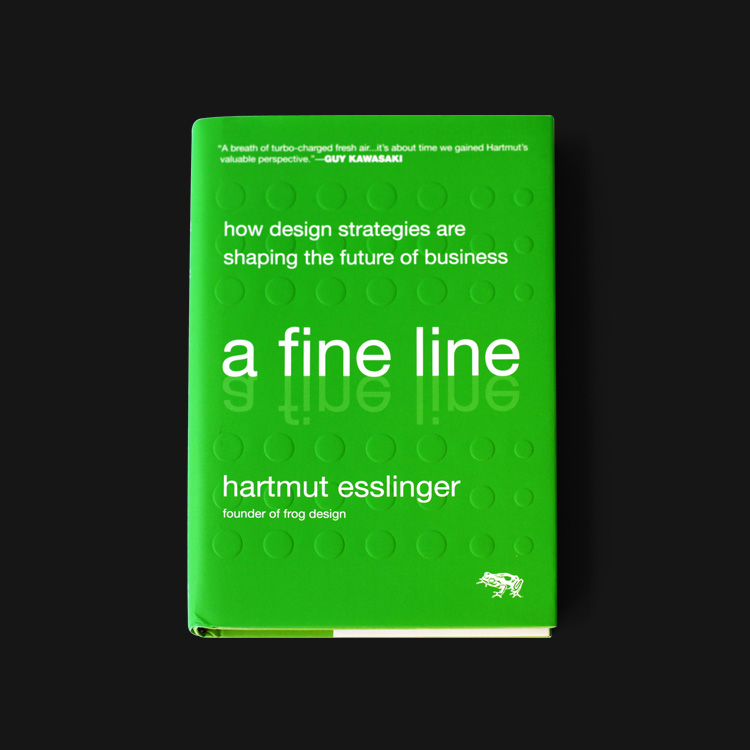 “A breath of turbo-charged fresh air...it’s about time we gained Hartmut’s
valuable perspective.”—GUY KAWASAKI
how design strategies are
shaping the future of business
a fine line
hartmut esslinger
founder of frog design